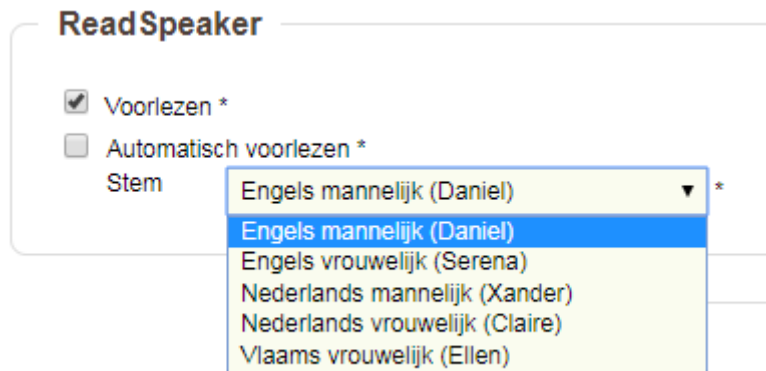 ReadSpeaker
Voorlezen *
Automatisch voorlezen *
Stem Engels mannelijk (Daniel) *
Engels mannelijk (Daniel)
Engels vrouwelijk (Serena)
Nederlands mannelijk (Xander)
Nederlands vrouwelijk (Claire)
Vlaams vrouwelijk (Ellen)